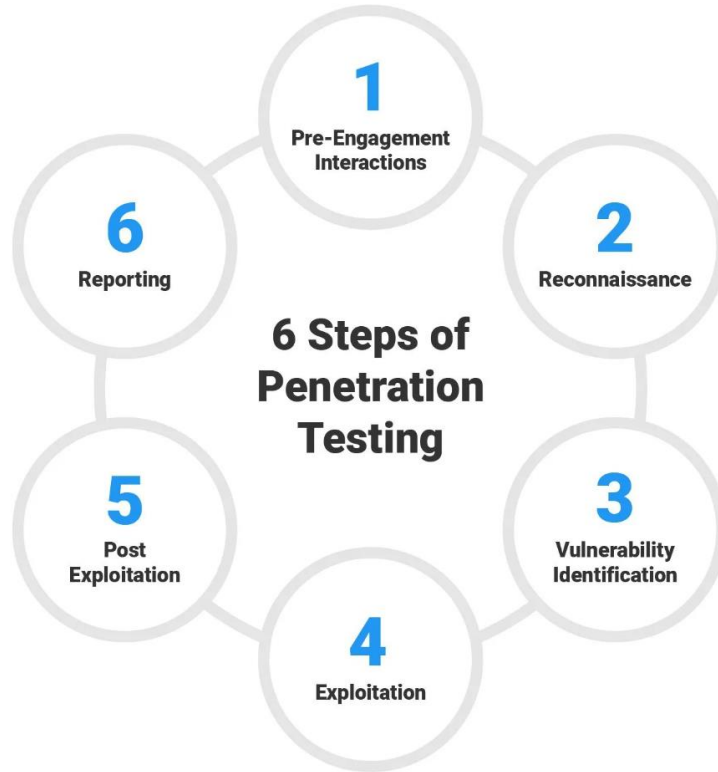 1
Pre-Engagement
Interactions
2
Reconnaissance
3
Vulnerability
Identification
4
Exploitation
5
Post
Exploitation
6
Reporting
6 Steps of
Penetration
Testing